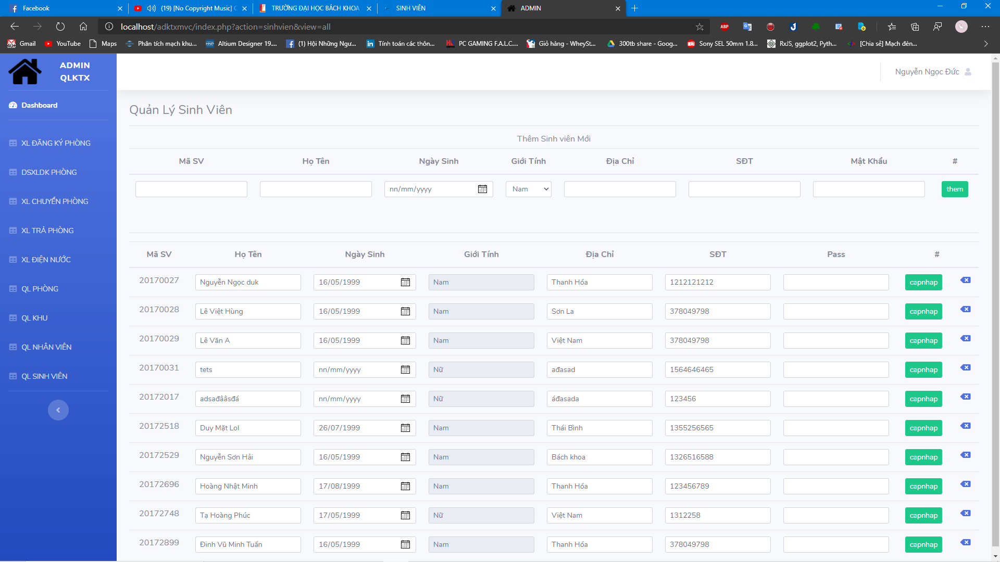 Facebook
(19) [No Copyright Music] C
TRƯỜNG ĐẠI HỌC BÁCH KHOA
SINH VIÊN
ADMIN
localhost/adktxmvc/index.php?action=sinhvien&view=all
Gmail
YouTube
Maps
Phân tích mạch khu...
Altium Designer 19....
(1) Hội Những Ngư...
Tính toán các thôn...
PC GAMING F.A.L.C....
Giỏ hàng - WheySt...
300tb share - Goog...
Sony SEL 50mm 1.8...
RxJS, ggplot2, Pyth...
[Chia sẻ] Mạch đèn...
ADMIN
QLKTX
Nguyễn Ngọc Đức
Dashboard
XL ĐĂNG KÝ PHÒNG
DSXLDK PHÒNG
XL CHUYỂN PHÒNG
XL TRẢ PHÒNG
XL ĐIỆN NƯỚC
QL PHÒNG
QL KHU
QL NHÂN VIÊN
QL SINH VIÊN
Quản Lý Sinh Viên
Thêm Sinh viên Mới
Mã SV Họ Tên Ngày Sinh Giới Tính Địa Chỉ SĐT Mật Khẩu #
nn/mm/yyyy Nam them
Mã SV Họ Tên Ngày Sinh Giới Tính Địa Chỉ SĐT Pass #
20170027 Nguyễn Ngọc duk 16/05/1999 Nam Thanh Hóa 1212121212 capnhap
20170028 Lê Việt Hùng 16/05/1999 Nam Sơn La 378049798 capnhap
20170029 Lê Văn A 16/05/1999 Nam Việt Nam 378049798 capnhap
20170031 tets nn/mm/yyyy Nữ ađasad 1564646465 capnhap
20172017 adsađââsđá nn/mm/yyyy Nữ áđasada 123456 capnhap
20172518 Duy Mặt Lol 26/07/1999 Nam Thái Bình 1355256565 capnhap
20172529 Nguyễn Sơn Hải 16/05/1999 Nam Bách khoa 1326516588 capnhap
20172696 Hoàng Nhật Minh 17/08/1999 Nam Thanh Hóa 123456789 capnhap
20172748 Tạ Hoàng Phúc 17/05/1999 Nữ Việt Nam 1312258 capnhap
20172899 Đinh Vũ Minh Tuấn 16/05/1999 Nam Thanh Hóa 378049798 capnhap